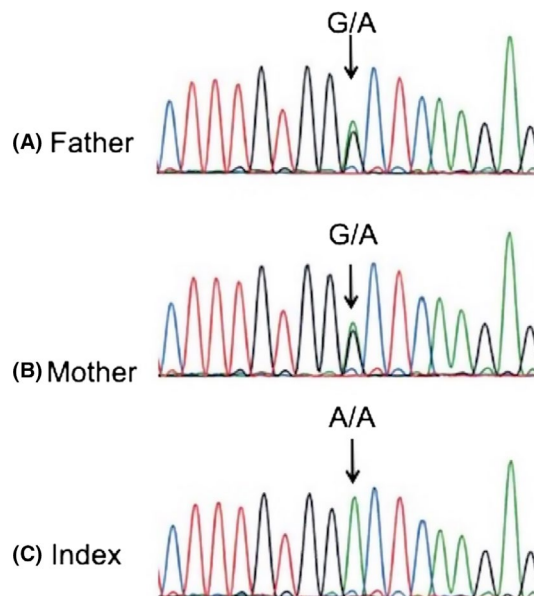 G/A
(A) Father
G/A
(B) Mother
A/A
(C) Index